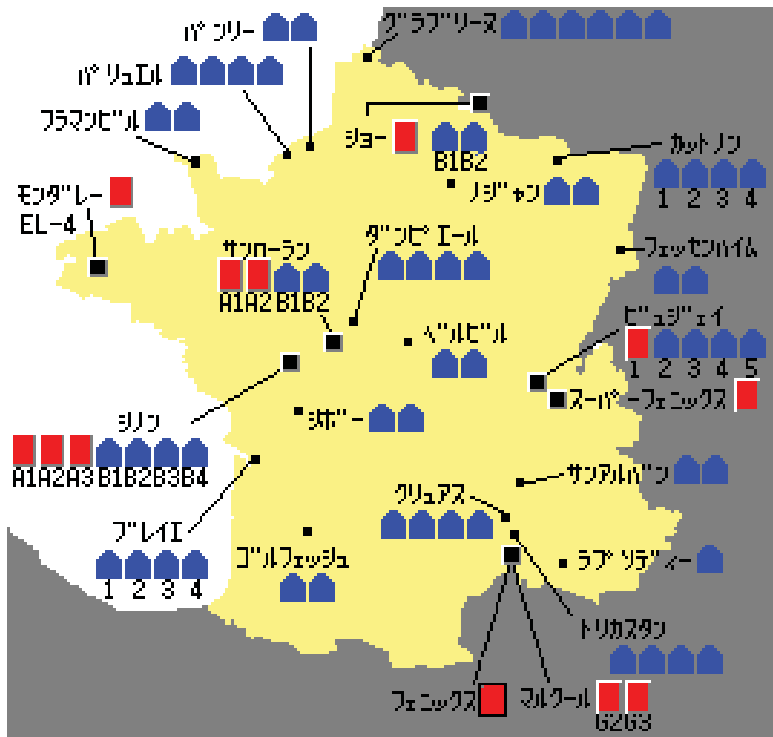 パンリー
グラブリーヌ
パリュエル
フラマンビル
ショー
B1B2
カットノン
1 2 3 4
モンダレー
EL-4
ノジャン
サンローラン
A1A2B1B2
ダンピエール
フェッセンハイム
ビュジェイ
1 2 3 4 5
ベルビル
スーパーフェニックス
シノン
A1A2A3B1B2B3B4
シボー
サンアルバン
クリュアス
ブレイエ
1 2 3 4
ゴルフェッシュ
ラプソディー
トリカスタン
フェニックス
マルクール
G2G3